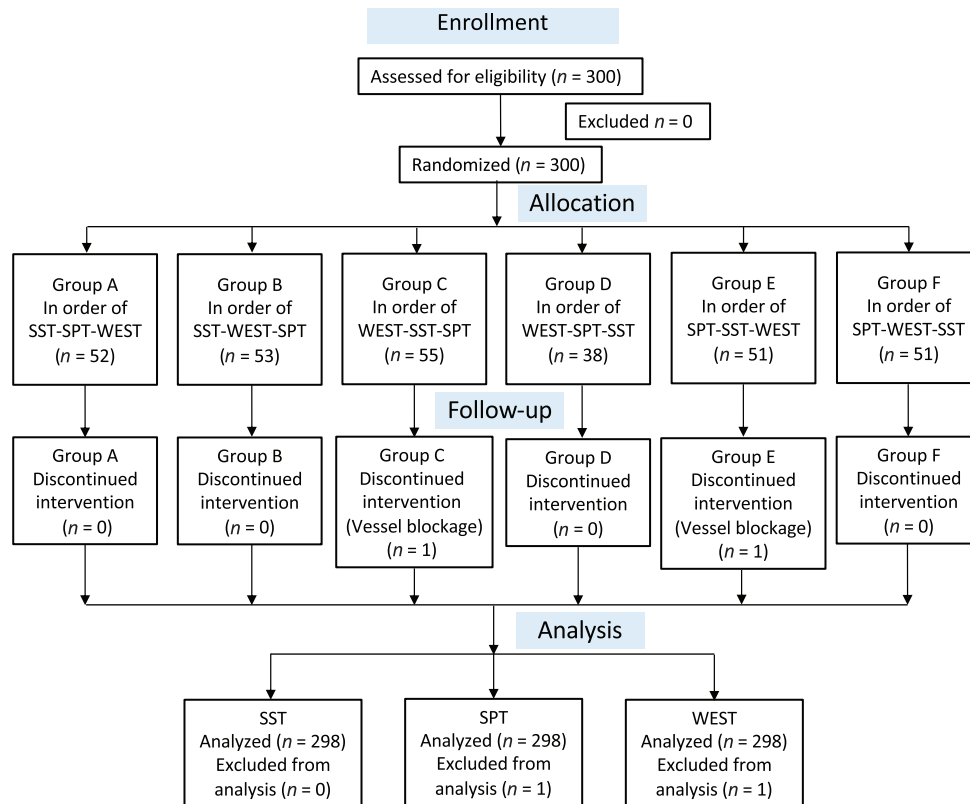 Enrollment
Assessed for eligibility (n = 300)
Excluded n = 0
Randomized (n = 300)
Allocation
Group A
In order of
SST-SPT-WEST
(n = 52)
Group B
In order of
SST-WEST-SPT
(n = 53)
Group C
In order of
WEST-SST-SPT
(n = 55)
Group D
In order of
WEST-SPT-SST
(n = 38)
Group E
In order of
SPT-SST-WEST
(n = 51)
Group F
In order of
SPT-WEST-SST
(n = 51)
Follow-up
Group A
Discontinued
intervention
(n = 0)
Group B
Discontinued
intervention
(n = 0)
Group C
Discontinued
intervention
(Vessel blockage)
(n = 1)
Group D
Discontinued
intervention
(n = 0)
Group E
Discontinued
intervention
(Vessel blockage)
(n = 1)
Group F
Discontinued
intervention
(n = 0)
Analysis
SST
Analyzed (n = 298)
Excluded from
analysis (n = 0)
SPT
Analyzed (n = 298)
Excluded from
analysis (n = 1)
WEST
Analyzed (n = 298)
Excluded from
analysis (n = 1)